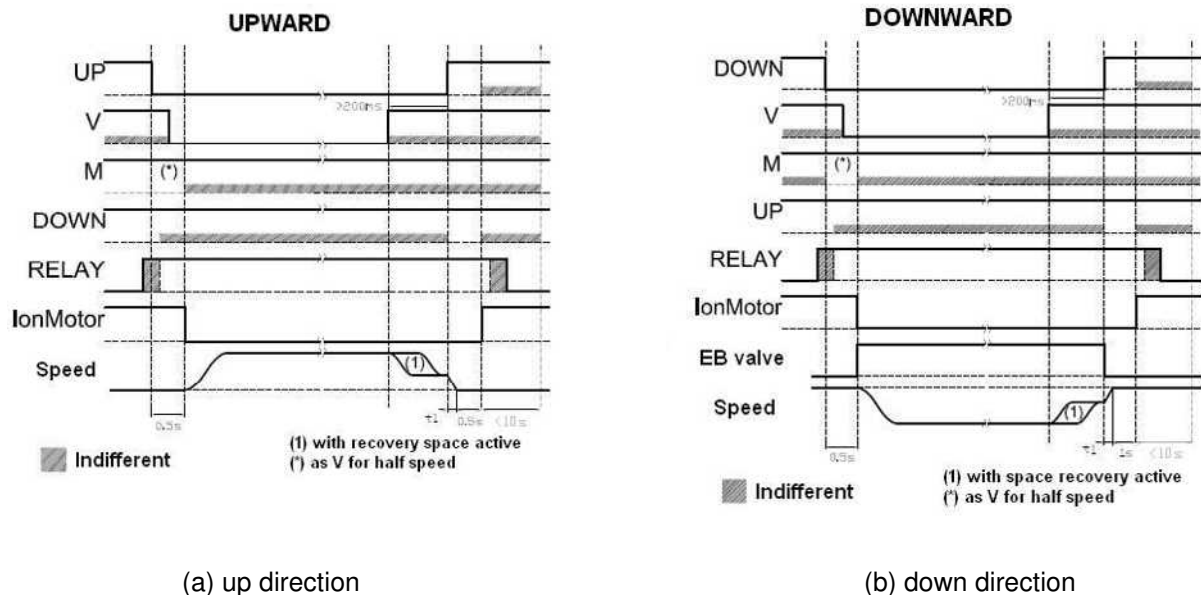 UPWARD
UP
>200ms
V
(*)
M
DOWN
RELAY
IonMotor
(1)
Speed
0.5s
t1
0.5s
<10s
Indifferent
(1) with recovery space active
(*) as V for half speed
(a) up direction
DOWNWARD
DOWN
>200ms
V
(*)
M
UP
RELAY
IonMotor
EB valve
Speed
(1)
0.5s
t1
1s
<10s
Indifferent
(1) with space recovery active
(*) as V for half speed
(b) down direction